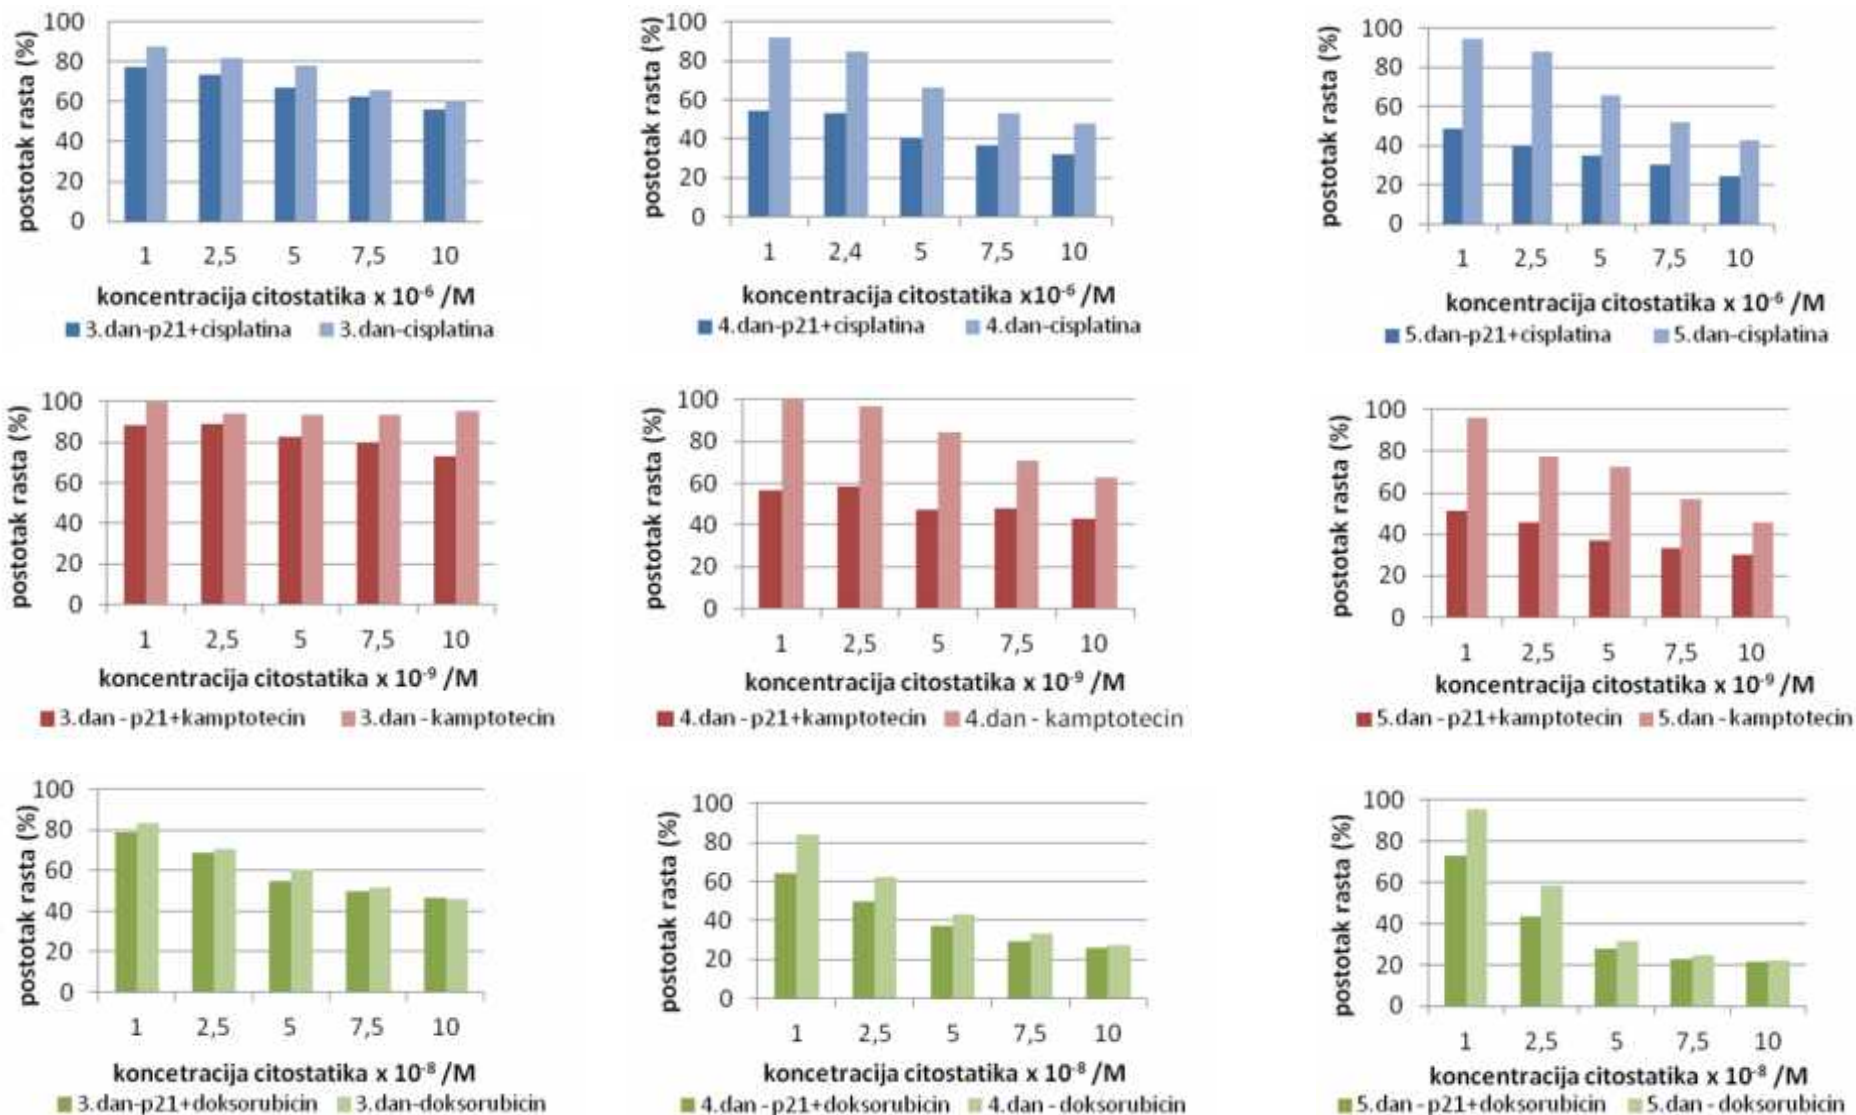 postotak rasta (%)
100
80
60
40
20
0
1 2,5 5 7,5 10
koncentracija citostatika x 10⁻⁶ /M
3.dan-p21+cisplatina 3.dan-cisplatina
postotak rasta (%)
100
80
60
40
20
0
1 2,4 5 7,5 10
koncentracija citostatika x10⁻⁶ /M
4.dan-p21+cisplatina 4.dan-cisplatina
postotak rasta (%)
100
80
60
40
20
0
1 2,5 5 7,5 10
koncentracija citostatika x 10⁻⁶ /M
5.dan-p21+cisplatina 5.dan-cisplatina
postotak rasta (%)
100
80
60
40
20
0
1 2,5 5 7,5 10
koncentracija citostatika x 10⁻⁹ /M
3.dan -p21+kamptotecin 3.dan -kamptotecin
postotak rasta (%)
100
80
60
40
20
0
1 2,5 5 7,5 10
koncentracija citostatika x 10⁻⁹ /M
4.dan -p21+kamptotecin 4.dan - kamptotecin
postotak rasta (%)
100
80
60
40
20
0
1 2,5 5 7,5 10
koncentracija citostatika x 10⁻⁹ /M
5.dan -p21+kamptotecin 5.dan -kamptotecin
postotak rasta (%)
100
80
60
40
20
0
1 2,5 5 7,5 10
koncetracija citostatika x 10⁻⁸ /M
3.dan-p21+doksorubicin 3.dan-doksorubicin
postotak rasta (%)
100
80
60
40
20
0
1 2,5 5 7,5 10
koncetracija citostatika x 10⁻⁸ /M
4.dan -p21+doksorubicin 4.dan -doksorubicin
postotak rasta (%)
100
80
60
40
20
0
1 2,5 5 7,5 10
koncentracija citostatika x 10⁻⁸ /M
5.dan -p21+doksorubicin 5.dan -doksorubicin